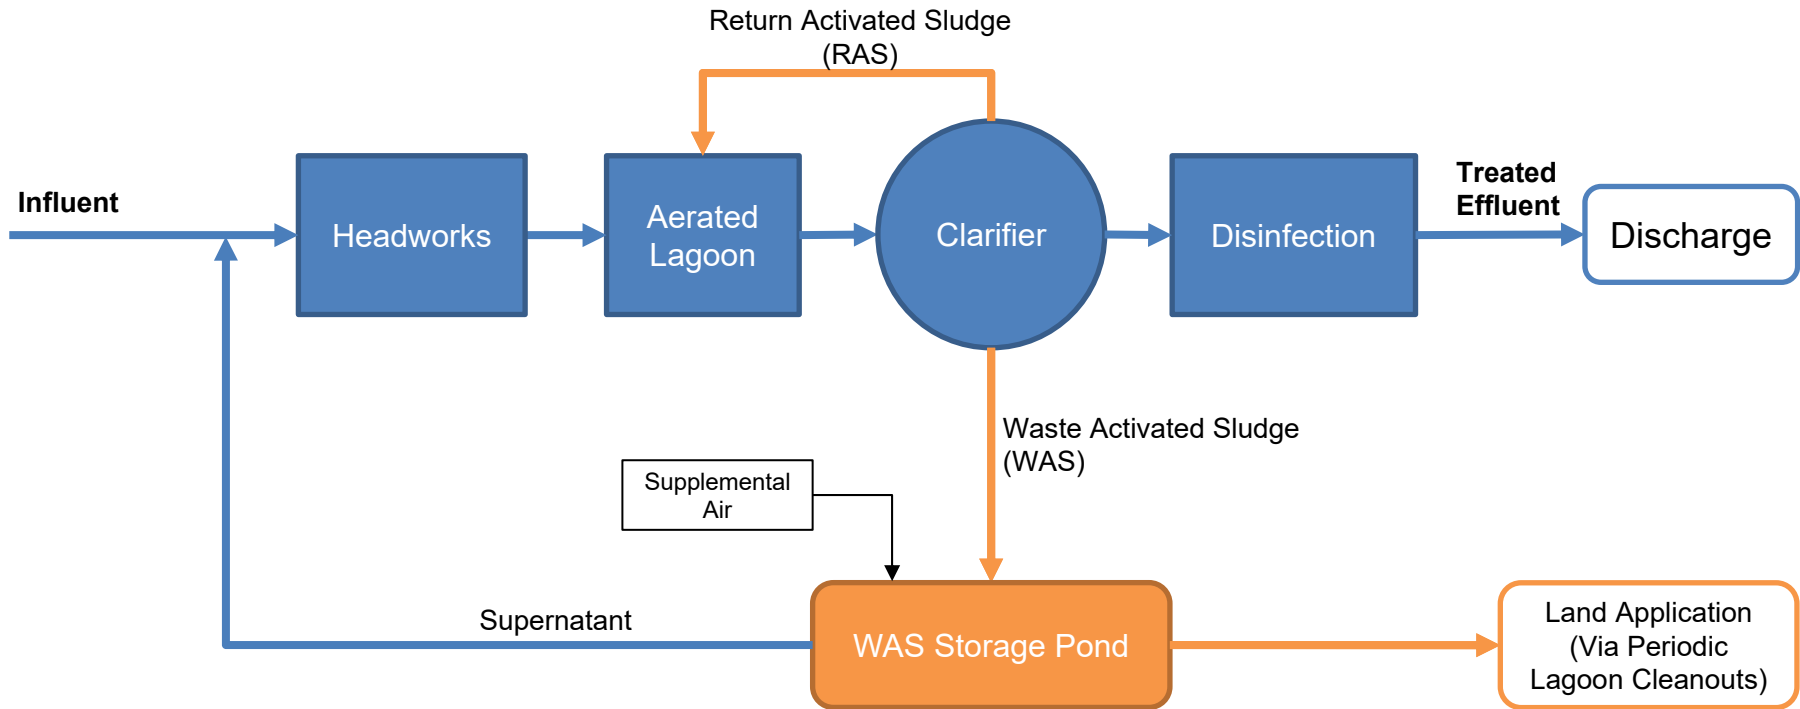 Return Activated Sludge
(RAS)
Influent
Headworks
Aerated
Lagoon
Clarifier
Disinfection
Treated
Effluent
Discharge
Waste Activated Sludge
(WAS)
Supplemental
Air
Supernatant
WAS Storage Pond
Land Application
(Via Periodic
Lagoon Cleanouts)